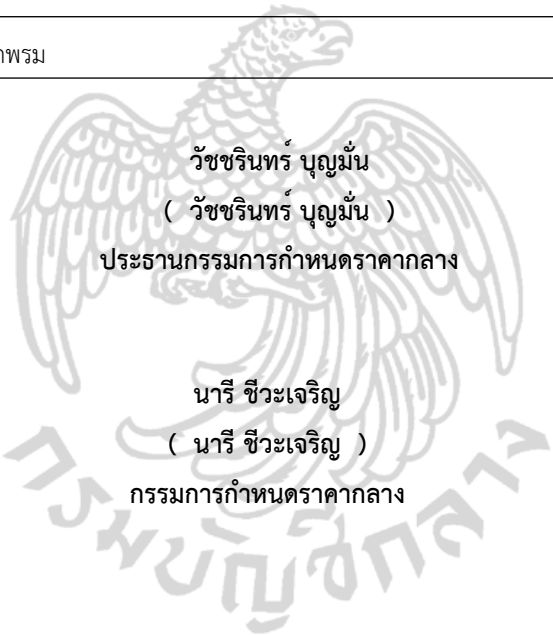 าพรม
วัชชรินทร์ บุญมั่น
( วัชชรินทร์ บุญมั่น )
ประธานกรรมการกำหนดราคากลาง
นารี ชีวะเจริญ
( นารี ชีวะเจริญ )
กรรมการกำหนดราคากลาง
กรมบัญชีกลาง